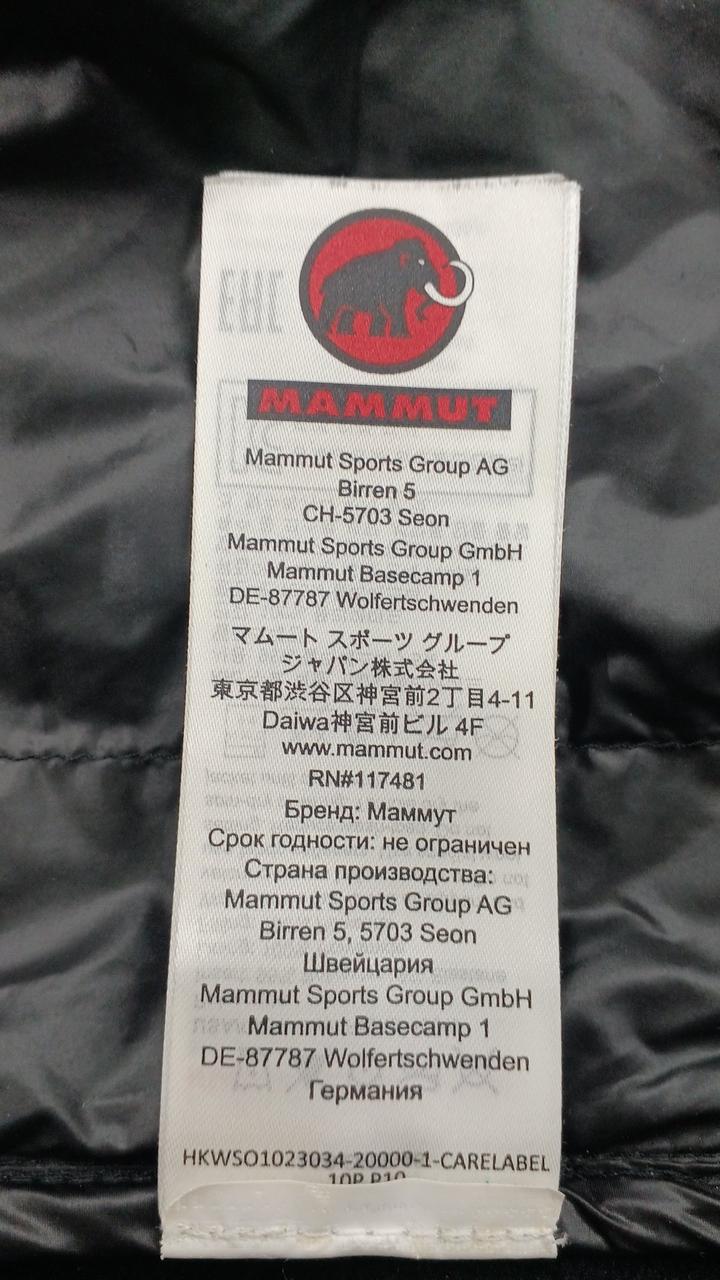 EAC
MAMMUT
Mammut Sports Group AG
Birren 5
CH-5703 Seon
Mammut Sports Group GmbH
Mammut Basecamp 1
DE-87787 Wolfertschwenden
マムート スポーツ グループ
ジャパン株式会社
東京都渋谷区神宮前2丁目4-11
Daiwa神宮前ビル 4F
www.mammut.com
RN#117481
Бренд: Маммут
Срок годности: не ограничен
Страна производства:
Mammut Sports Group AG
Birren 5, 5703 Seon
Швейцария
Mammut Sports Group GmbH
Mammut Basecamp 1
DE-87787 Wolfertschwenden
Германия
HKWSO1023034-20000-1-CARELABEL